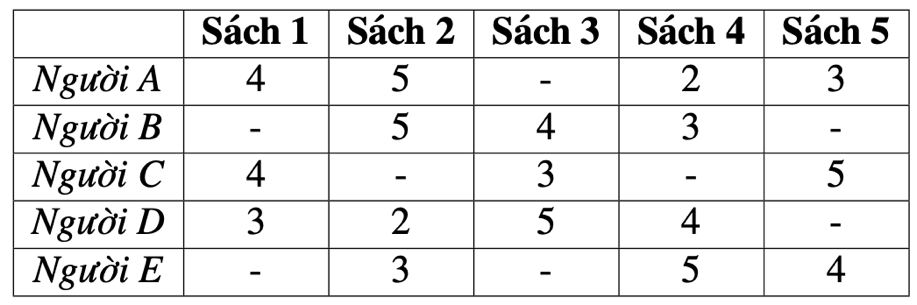 Sách 1 Sách 2 Sách 3 Sách 4 Sách 5
Người A 4 5 - 2 3
Người B - 5 4 3 -
Người C 4 - 3 - 5
Người D 3 2 5 4 -
Người E - 3 - 5 4